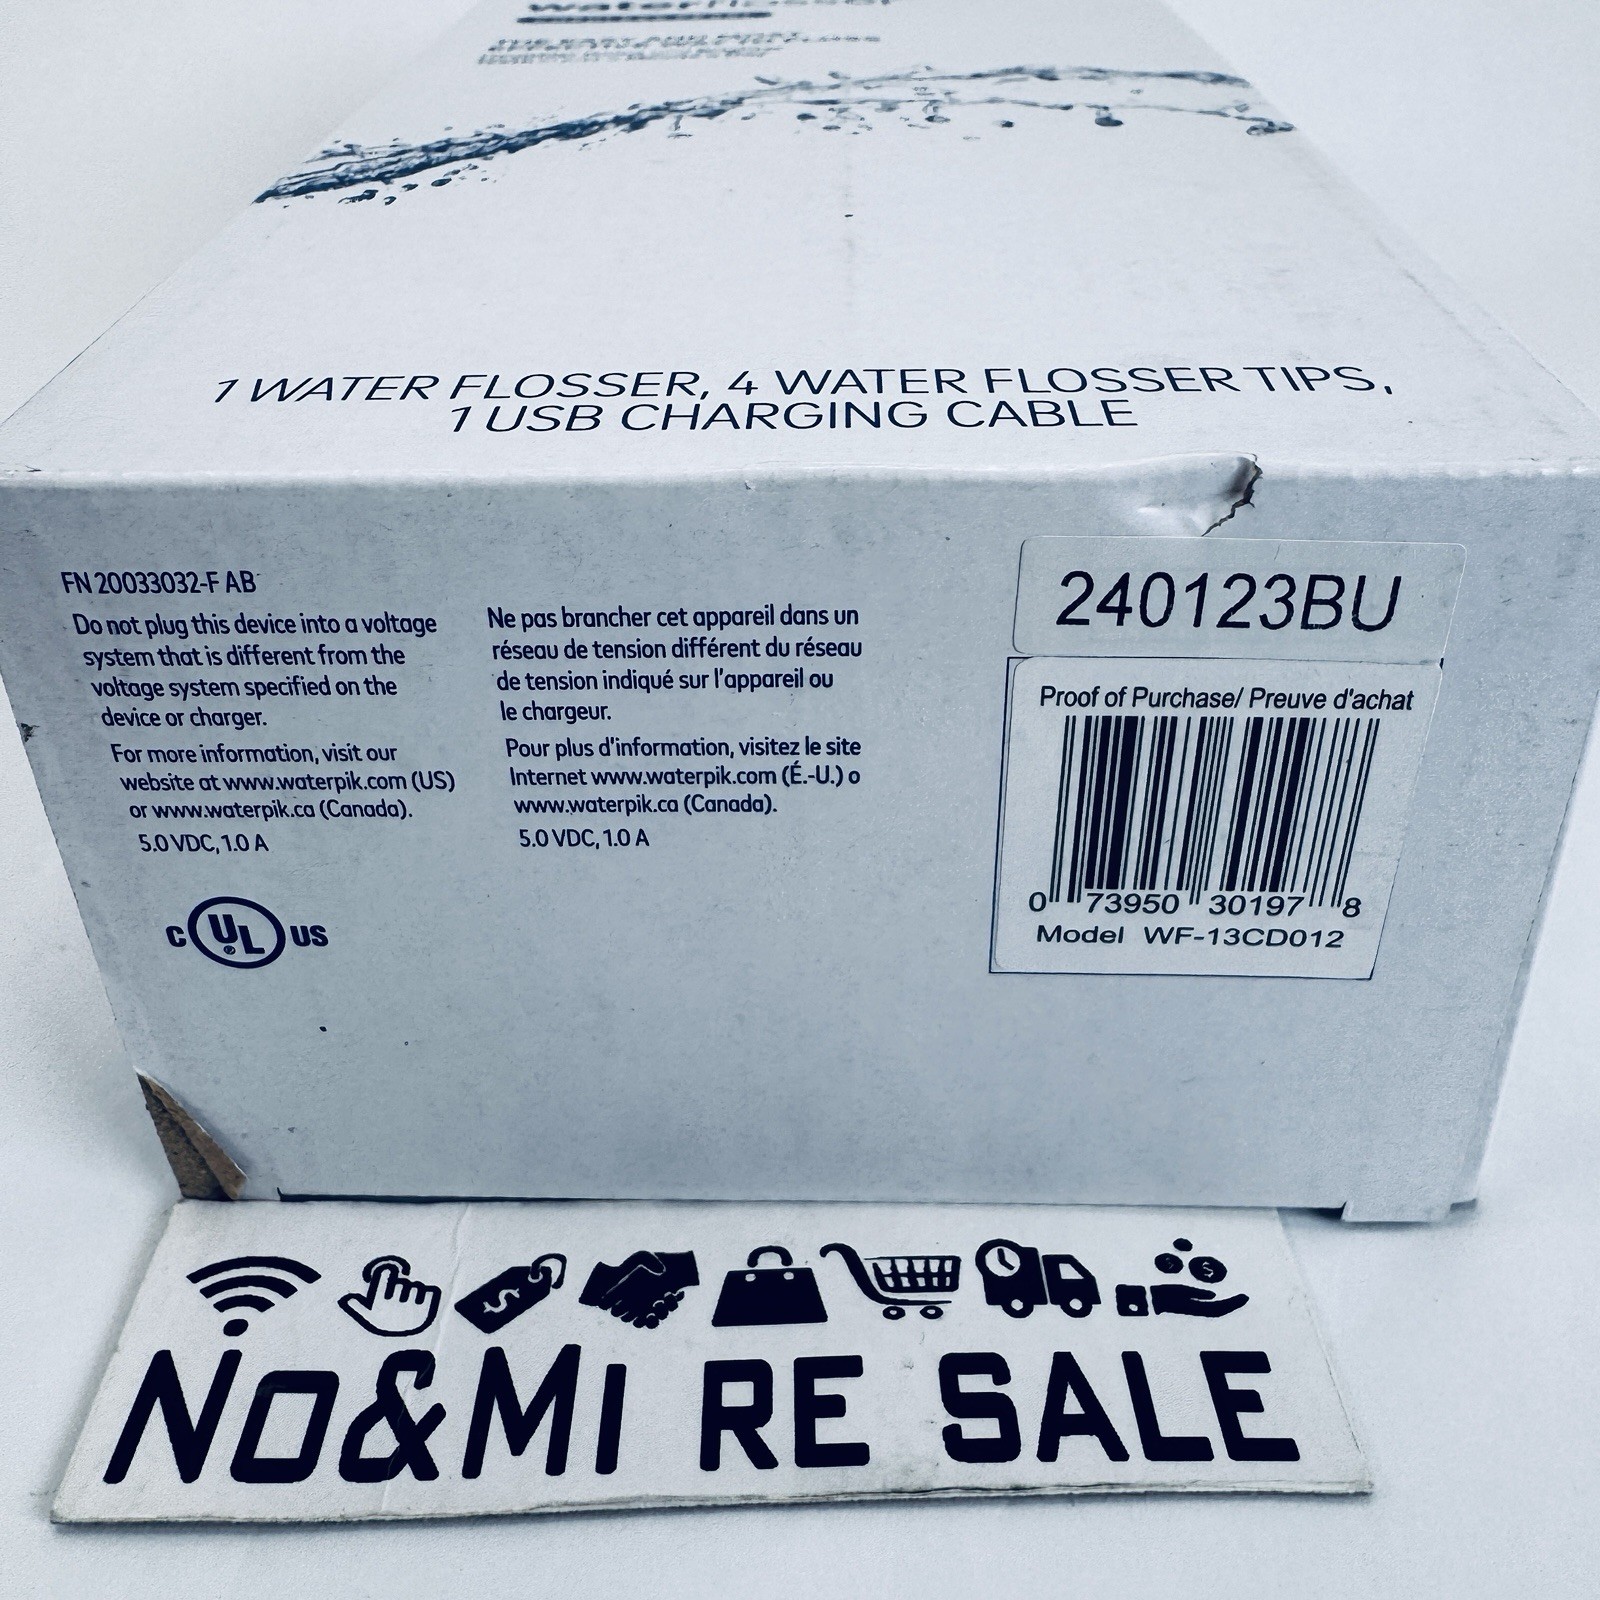 waterflosser
1 WATER FLOSSER, 4 WATER FLOSSER TIPS,
1 USB CHARGING CABLE
FN 20033032-F AB
Do not plug this device into a voltage
system that is different from the
voltage system specified on the
device or charger.
For more information, visit our
website at www.waterpik.com (US)
or www.waterpik.ca (Canada).
5.0 VDC, 1.0 A
C UL US
®
Ne pas brancher cet appareil dans un
réseau de tension différent du réseau
de tension indiqué sur l'appareil ou
le chargeur.
Pour plus d'information, visitez le site
Internet www.waterpik.com (É.-U.) o
www.waterpik.ca (Canada).
5.0 VDC, 1.0 A
240123BU
Proof of Purchase/ Preuve d'achat
0 73950 30197 8
Model WF-13CD012
NO&MI RE SALE